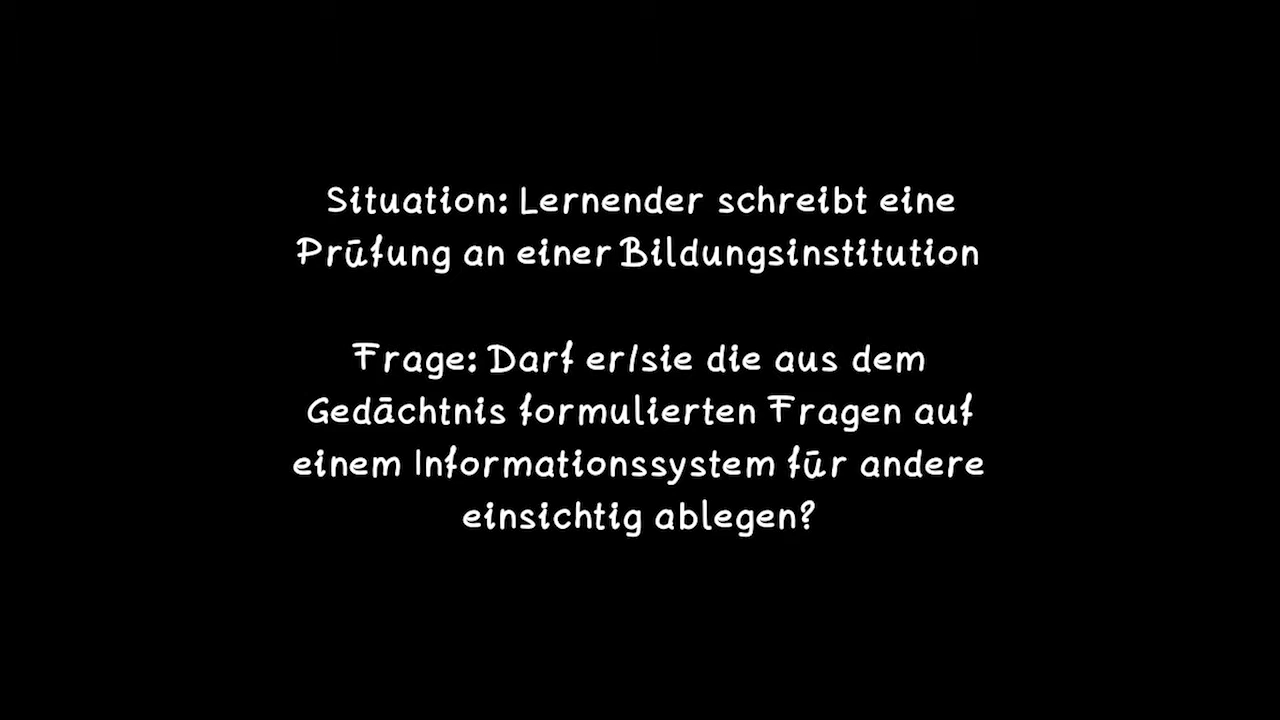 Situation: Lernender schreibt eine
Prüfung an einer Bildungsinstitution
Frage: Darf er/sie die aus dem
Gedächtnis formulierten Fragen auf
einem Informationssystem für andere
einsichtig ablegen?